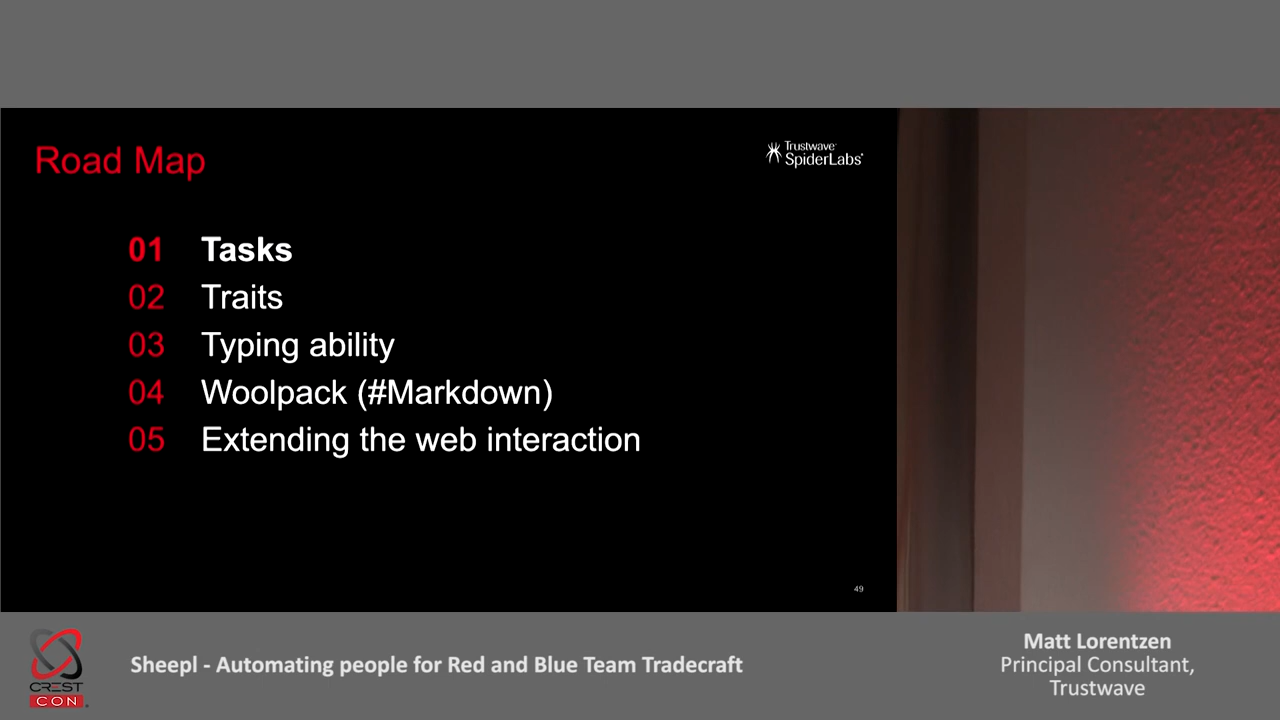 Road Map
Trustwave
SpiderLabs
01 Tasks
02 Traits
03 Typing ability
04 Woolpack (#Markdown)
05 Extending the web interaction
49
CREST
CON
Sheepl - Automating people for Red and Blue Team Tradecraft
Matt Lorentzen
Principal Consultant,
Trustwave